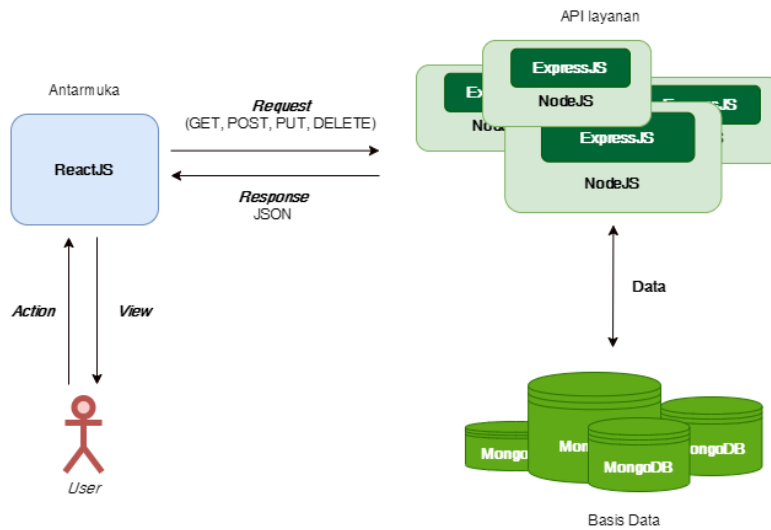 API layanan
Antarmuka
ExpressJS
NodeJS
ExpressJS
NodeJS
Request
(GET, POST, PUT, DELETE)
ReactJS
Response
JSON
Action
View
Data
User
MongoDB
Basis Data